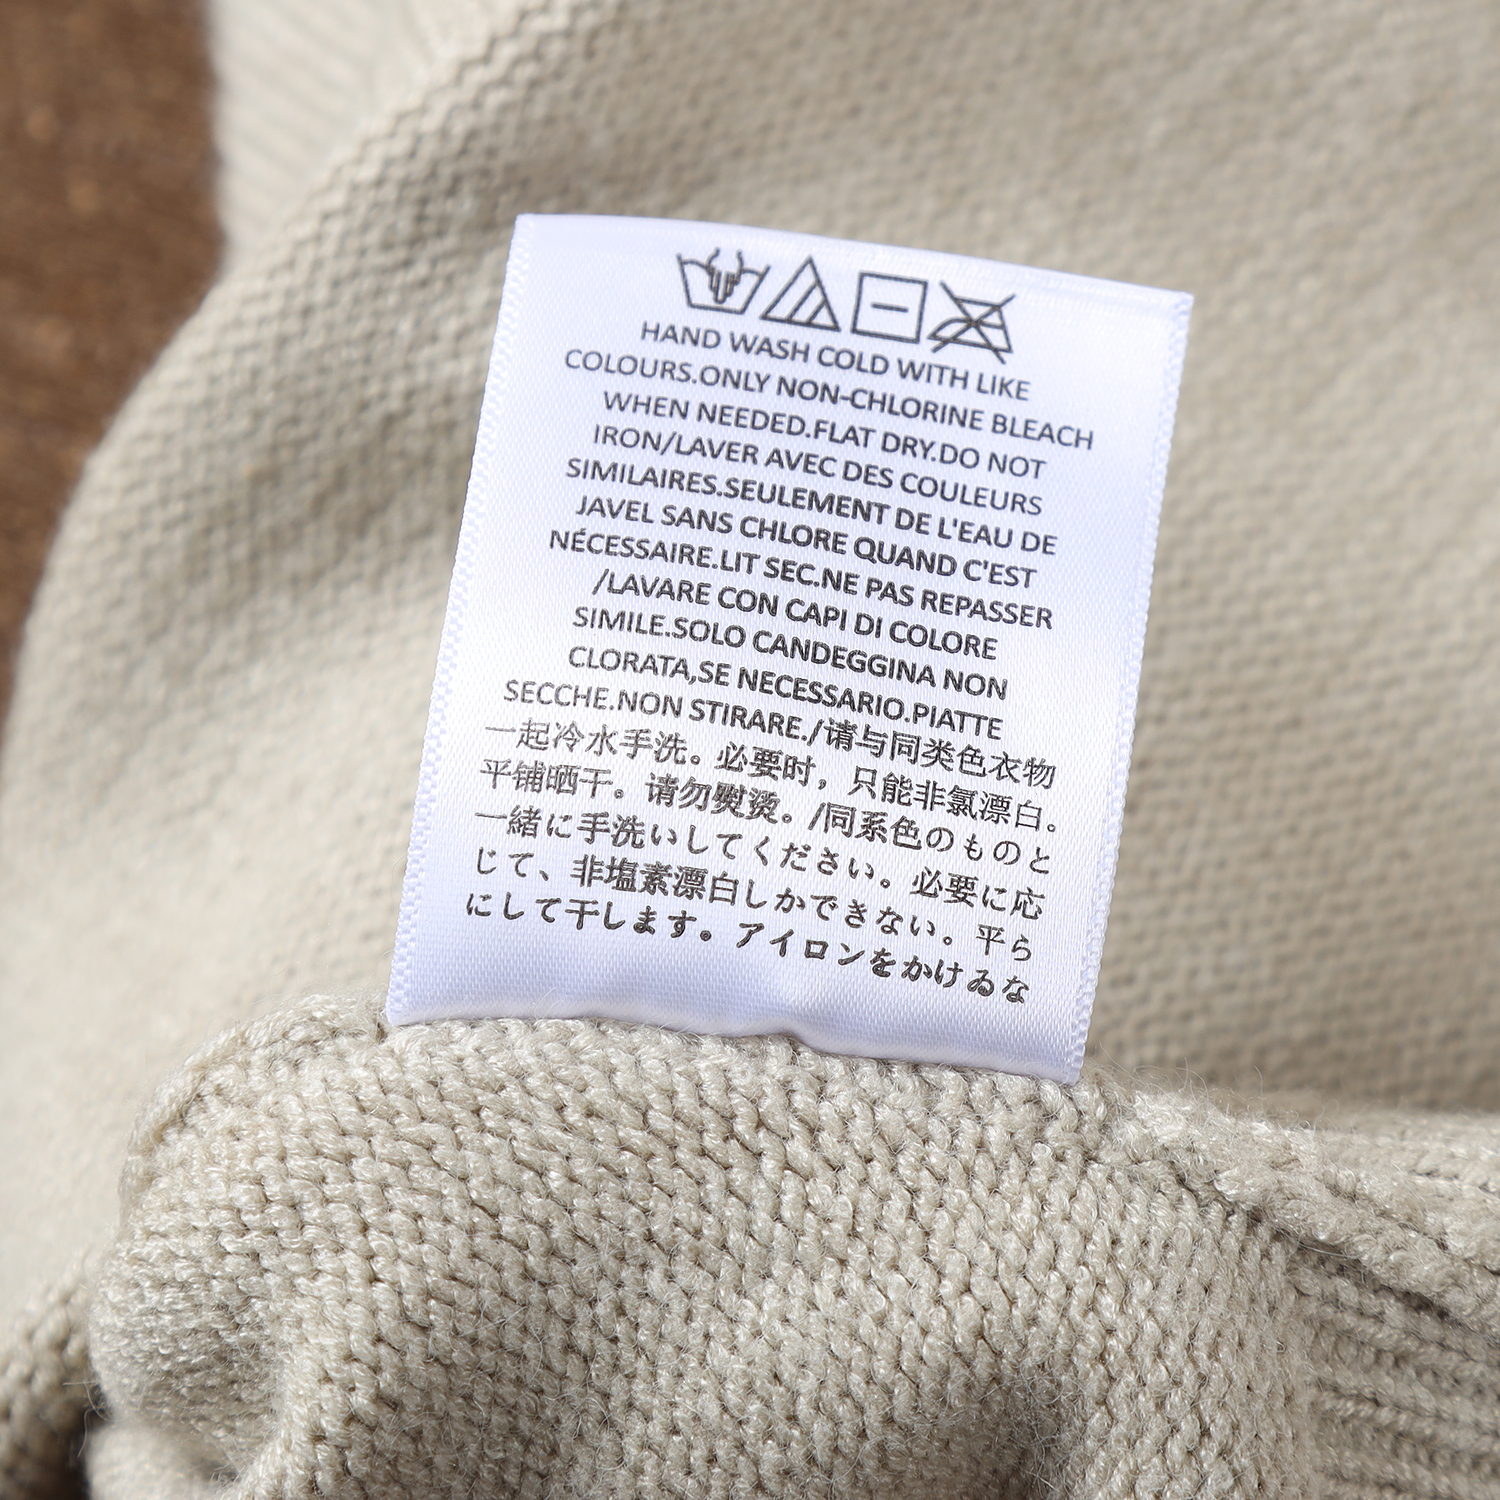 HAND WASH COLD WITH LIKE
COLOURS.ONLY NON-CHLORINE BLEACH
WHEN NEEDED.FLAT DRY.DO NOT
IRON/LAVER AVEC DES COULEURS
SIMILAIRES.SEULEMENT DE L'EAU DE
JAVEL SANS CHLORE QUAND C'EST
NÉCESSAIRE.LIT SEC.NE PAS REPASSER
/LAVARE CON CAPI DI COLORE
SIMILE.SOLO CANDEGGINA NON
CLORATA,SE NECESSARIO.PIATTE
SECCHE.NON STIRARE./请与同类色衣物
一起冷水手洗。必要时，只能非氯漂白。
平铺晒干。请勿熨烫。/同系色のものと
一緒に手洗いしてください。必要に応
じて、非塩素漂白しかできない。平ら
にして干します。アイロンをかけゐな